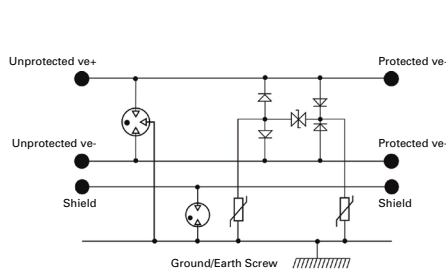 Unprotected ve+
Protected ve-
Unprotected ve-
Protected ve-
Shield
Shield
Ground/Earth Screw